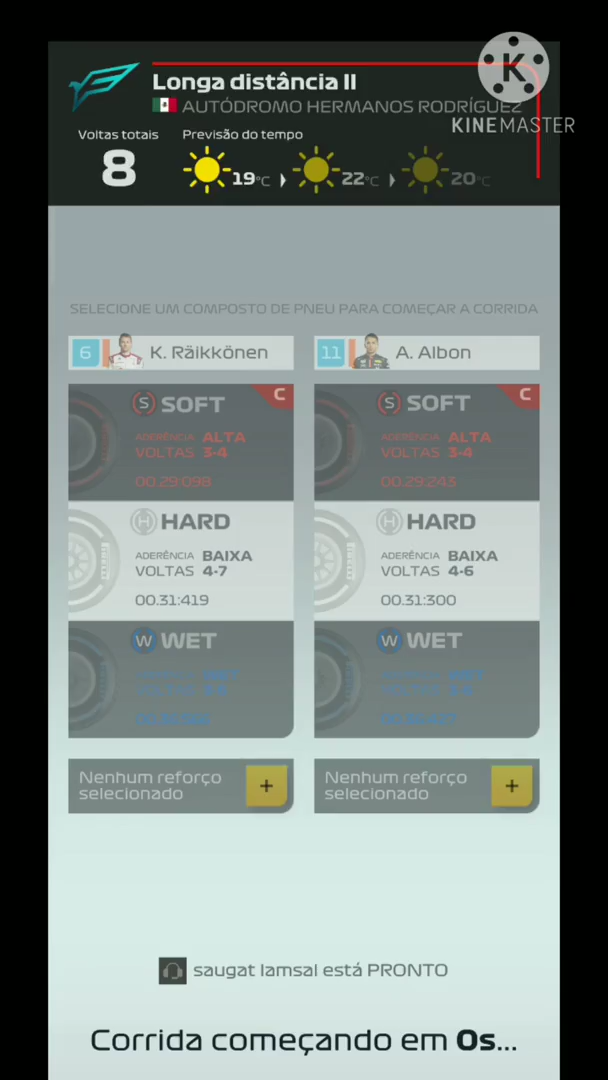 Longa distância II
AUTÓDROMO HERMANOS RODRÍGUEZ
K
KINEMASTER
Voltas totais
8
Previsão do tempo
19°C 22°C 20°C
SELECIONE UM COMPOSTO DE PNEU PARA COMEÇAR A CORRIDA
6 K. Räikkönen
11 A. Albon
S SOFT C
ADERÊNCIA ALTA
VOLTAS 3-4
00.29:098
S SOFT C
ADERÊNCIA ALTA
VOLTAS 3-4
00.29:243
H HARD
ADERÊNCIA BAIXA
VOLTAS 4-7
00.31:419
H HARD
ADERÊNCIA BAIXA
VOLTAS 4-6
00.31:300
W WET
W WET
Nenhum reforço
selecionado +
Nenhum reforço
selecionado +
saugat lamsal está PRONTO
Corrida começando em 0s...